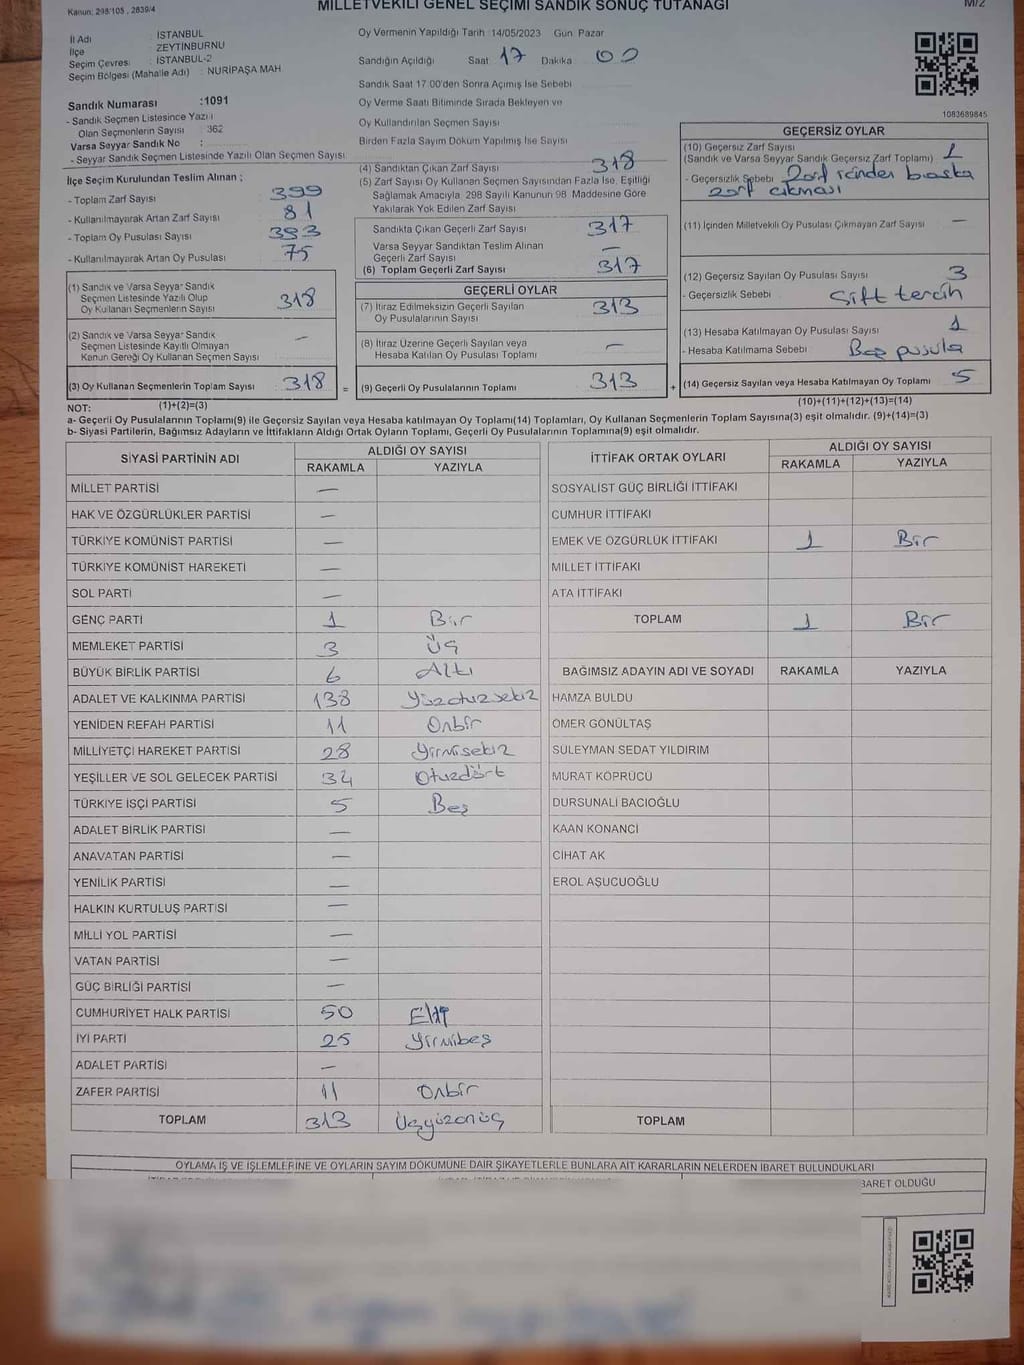 Kanun: 298/105, 2839/4
MİLLETVEKİLİ GENEL SEÇİMİ SANDIK SONUÇ TUTANAĞI
M/2
İl Adı : İSTANBUL
İlçe : ZEYTİNBURNU
Seçim Çevresi : İSTANBUL-2
Seçim Bölgesi (Mahalle Adı) : NURİPAŞA MAH
Sandık Numarası :1091
- Sandık Seçmen Listesince Yazılı
Olan Seçmenlerin Sayısı : 362
Varsa Seyyar Sandık No :
- Seyyar Sandık Seçmen Listesinde Yazılı Olan Seçmen Sayısı
İlçe Seçim Kurulundan Teslim Alınan ;
- Toplam Zarf Sayısı 399
- Kullanılmayarak Artan Zarf Sayısı 81
- Toplam Oy Pusulası Sayısı 393
- Kullanılmayarak Artan Oy Pusulası 75
(1) Sandık ve Varsa Seyyar Sandık
Seçmen Listesinde Yazılı Olup
Oy Kullanan Seçmenlerin Sayısı 318
(2) Sandık ve Varsa Seyyar Sandık
Seçmen Listesinde Kayıtlı Olmayan
Kanun Gereği Oy Kullanan Seçmen Sayısı —
(3) Oy Kullanan Seçmenlerin Toplam Sayısı 318 =
(1)+(2)=(3)
Oy Vermenin Yapıldığı Tarih :14/05/2023 Gün: Pazar
Sandığın Açıldığı Saat: 17 Dakika 00
Sandık Saat 17.00'den Sonra Açılmış İse Sebebi
Oy Verme Saati Bitiminde Sırada Bekleyen ve
Oy Kullandırılan Seçmen Sayısı
Birden Fazla Sayım Döküm Yapılmış İse Sayısı
(4) Sandıktan Çıkan Zarf Sayısı 318
(5) Zarf Sayısı Oy Kullanan Seçmen Sayısından Fazla İse, Eşitliği
Sağlamak Amacıyla, 298 Sayılı Kanunun 98. Maddesine Göre
Yakılarak Yok Edilen Zarf Sayısı
Sandıkta Çıkan Geçerli Zarf Sayısı 317
Varsa Seyyar Sandıktan Teslim Alınan
Geçerli Zarf Sayısı —
(6) Toplam Geçerli Zarf Sayısı 317
GEÇERLİ OYLAR
(7) İtiraz Edilmeksizin Geçerli Sayılan
Oy Pusulalarının Sayısı 313
(8) İtiraz Üzerine Geçerli Sayılan veya
Hesaba Katılan Oy Pusulası Toplamı —
(9) Geçerli Oy Pusulalarının Toplamı 313 +
1083689845
GEÇERSİZ OYLAR
(10) Geçersiz Zarf Sayısı
(Sandık ve Varsa Seyyar Sandık Geçersiz Zarf Toplamı) 1
- Geçersizlik Sebebi Zarf içinden başka
zarf çıkması
(11) İçinden Milletvekili Oy Pusulası Çıkmayan Zarf Sayısı —
(12) Geçersiz Sayılan Oy Pusulası Sayısı 3
- Geçersizlik Sebebi Çift tercih
(13) Hesaba Katılmayan Oy Pusulası Sayısı 1
- Hesaba Katılmama Sebebi Boş pusula
(14) Geçersiz Sayılan veya Hesaba Katılmayan Oy Toplamı 5
(10)+(11)+(12)+(13)=(14)
NOT:
a- Geçerli Oy Pusulalarının Toplamı(9) ile Geçersiz Sayılan veya Hesaba katılmayan Oy Toplamı(14) Toplamları, Oy Kullanan Seçmenlerin Toplam Sayısına(3) eşit olmalıdır. (9)+(14)=(3)
b- Siyasi Partilerin, Bağımsız Adayların ve İttifakların Aldığı Ortak Oyların Toplamı, Geçerli Oy Pusulalarının Toplamına(9) eşit olmalıdır.
SİYASİ PARTİNİN ADI ALDIĞI OY SAYISI
RAKAMLA YAZIYLA
MİLLET PARTİSİ —
HAK VE ÖZGÜRLÜKLER PARTİSİ —
TÜRKİYE KOMÜNİST PARTİSİ —
TÜRKİYE KOMÜNİST HAREKETİ —
SOL PARTİ —
GENÇ PARTİ 1 Bir
MEMLEKET PARTİSİ 3 Üç
BÜYÜK BİRLİK PARTİSİ 6 Altı
ADALET VE KALKINMA PARTİSİ 138 Yüzotuzsekiz
YENİDEN REFAH PARTİSİ 11 Onbir
MİLLİYETÇİ HAREKET PARTİSİ 28 Yirmisekiz
YEŞİLLER VE SOL GELECEK PARTİSİ 34 Otuzdört
TÜRKİYE İŞÇİ PARTİSİ 5 Beş
ADALET BİRLİK PARTİSİ —
ANAVATAN PARTİSİ —
YENİLİK PARTİSİ —
HALKIN KURTULUŞ PARTİSİ —
MİLLİ YOL PARTİSİ —
VATAN PARTİSİ —
GÜÇ BİRLİĞİ PARTİSİ —
CUMHURİYET HALK PARTİSİ 50 Elli
İYİ PARTİ 25 Yirmibeş
ADALET PARTİSİ —
ZAFER PARTİSİ 11 Onbir
TOPLAM 313 Üçyüzonüç
İTTİFAK ORTAK OYLARI ALDIĞI OY SAYISI
RAKAMLA YAZIYLA
SOSYALİST GÜÇ BİRLİĞİ İTTİFAKI
CUMHUR İTTİFAKI
EMEK VE ÖZGÜRLÜK İTTİFAKI 1 Bir
MİLLET İTTİFAKI
ATA İTTİFAKI
TOPLAM 1 Bir
BAĞIMSIZ ADAYIN ADI VE SOYADI RAKAMLA YAZIYLA
HAMZA BULDU
ÖMER GÖNÜLTAŞ
SÜLEYMAN SEDAT YILDIRIM
MURAT KÖPRÜCÜ
DURSUNALİ BACIOĞLU
KAAN KONANCI
CİHAT AK
EROL AŞUCUOĞLU
TOPLAM
OYLAMA İŞ VE İŞLEMLERİNE VE OYLARIN SAYIM DÖKÜMÜNE DAİR ŞİKAYETLERLE BUNLARA AİT KARARLARIN NELERDEN İBARET BULUNDUKLARI
BARET OLDUĞU